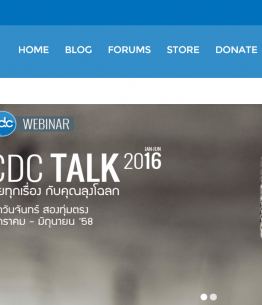 HOME BLOG FORUMS STORE DONATE
dc WEBINAR
CDC TALK 2016
JAN-JUN
ยทุกเรื่อง กับคุณลุงโฉลก
วันจันทร์ สองทุ่มตรง
กราคม - มิถุนายน '58